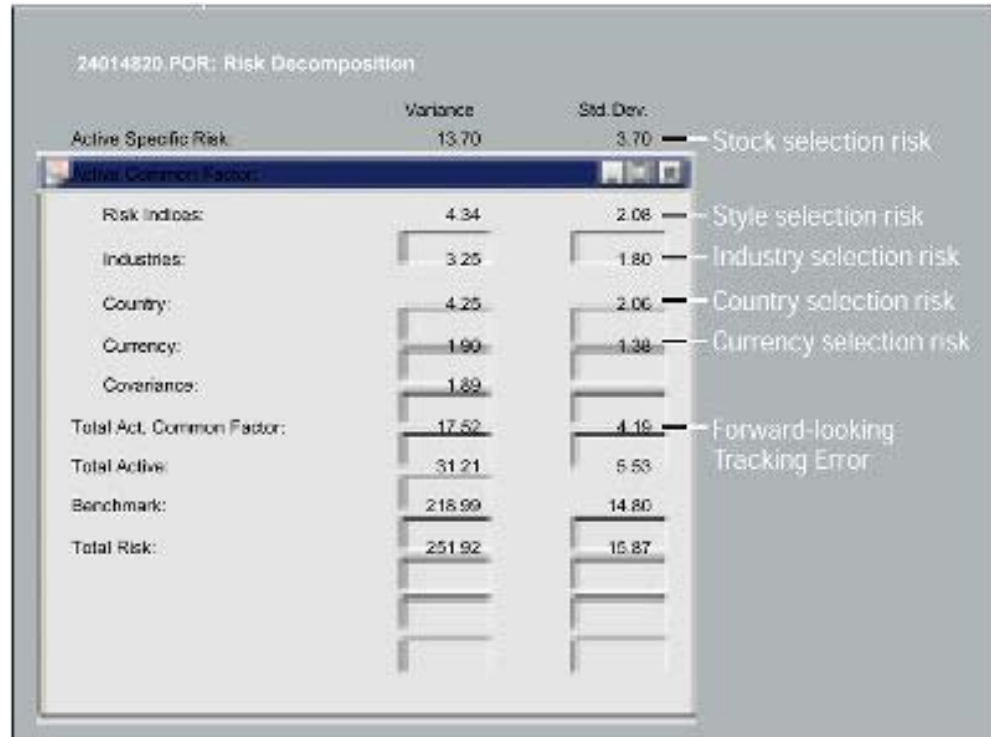 24014820.PDR: Risk Decomposition
Variance Std. Dev.
Active Specific Risk: 13.70 3.70 Stock selection risk
Active Common Factor:
Risk Indices: 4.34 2.08 Style selection risk
Industries: 3.25 1.80 Industry selection risk
Country: 4.25 2.06 Country selection risk
Currency: 1.90 1.38 Currency selection risk
Covariance: 1.89
Total Act. Common Factor: 17.52 4.19 Forward-looking
Tracking Error
Total Active: 31.21 5.53
Benchmark: 218.99 14.80
Total Risk: 251.92 15.87